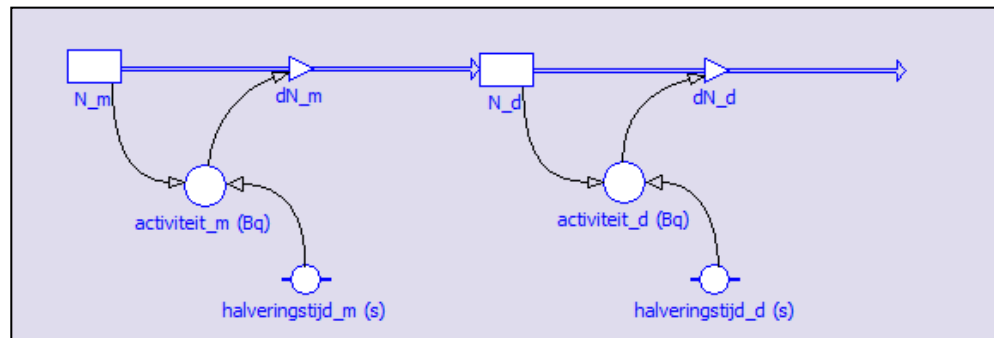 N_m
dN_m
N_d
dN_d
activiteit_m (Bq)
activiteit_d (Bq)
halveringstijd_m (s)
halveringstijd_d (s)